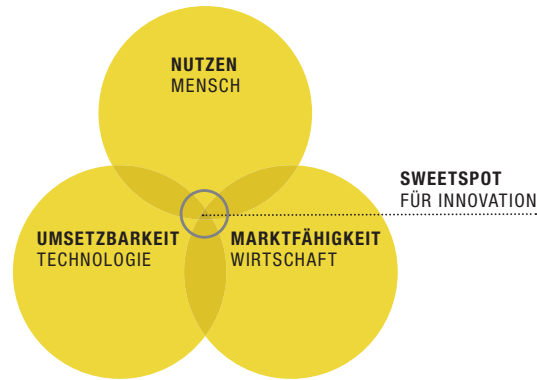 NUTZEN
MENSCH
SWEETSPOT
FÜR INNOVATION
UMSETZBARKEIT
TECHNOLOGIE
MARKTFÄHIGKEIT
WIRTSCHAFT